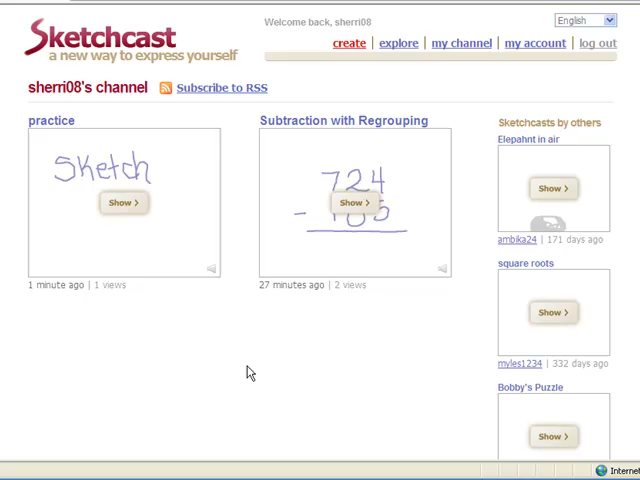 Welcome back, sherri08
English
Sketchcast
a new way to express yourself
create | explore | my channel | my account | log out
sherri08's channel Subscribe to RSS
practice
Sketch
Show >
1 minute ago | 1 views
Subtraction with Regrouping
724
Show >
27 minutes ago | 2 views
Sketchcasts by others
Elepahnt in air
Show >
ambika24 | 171 days ago
square roots
Show >
myles1234 | 332 days ago
Bobby's Puzzle
Show >
Internet